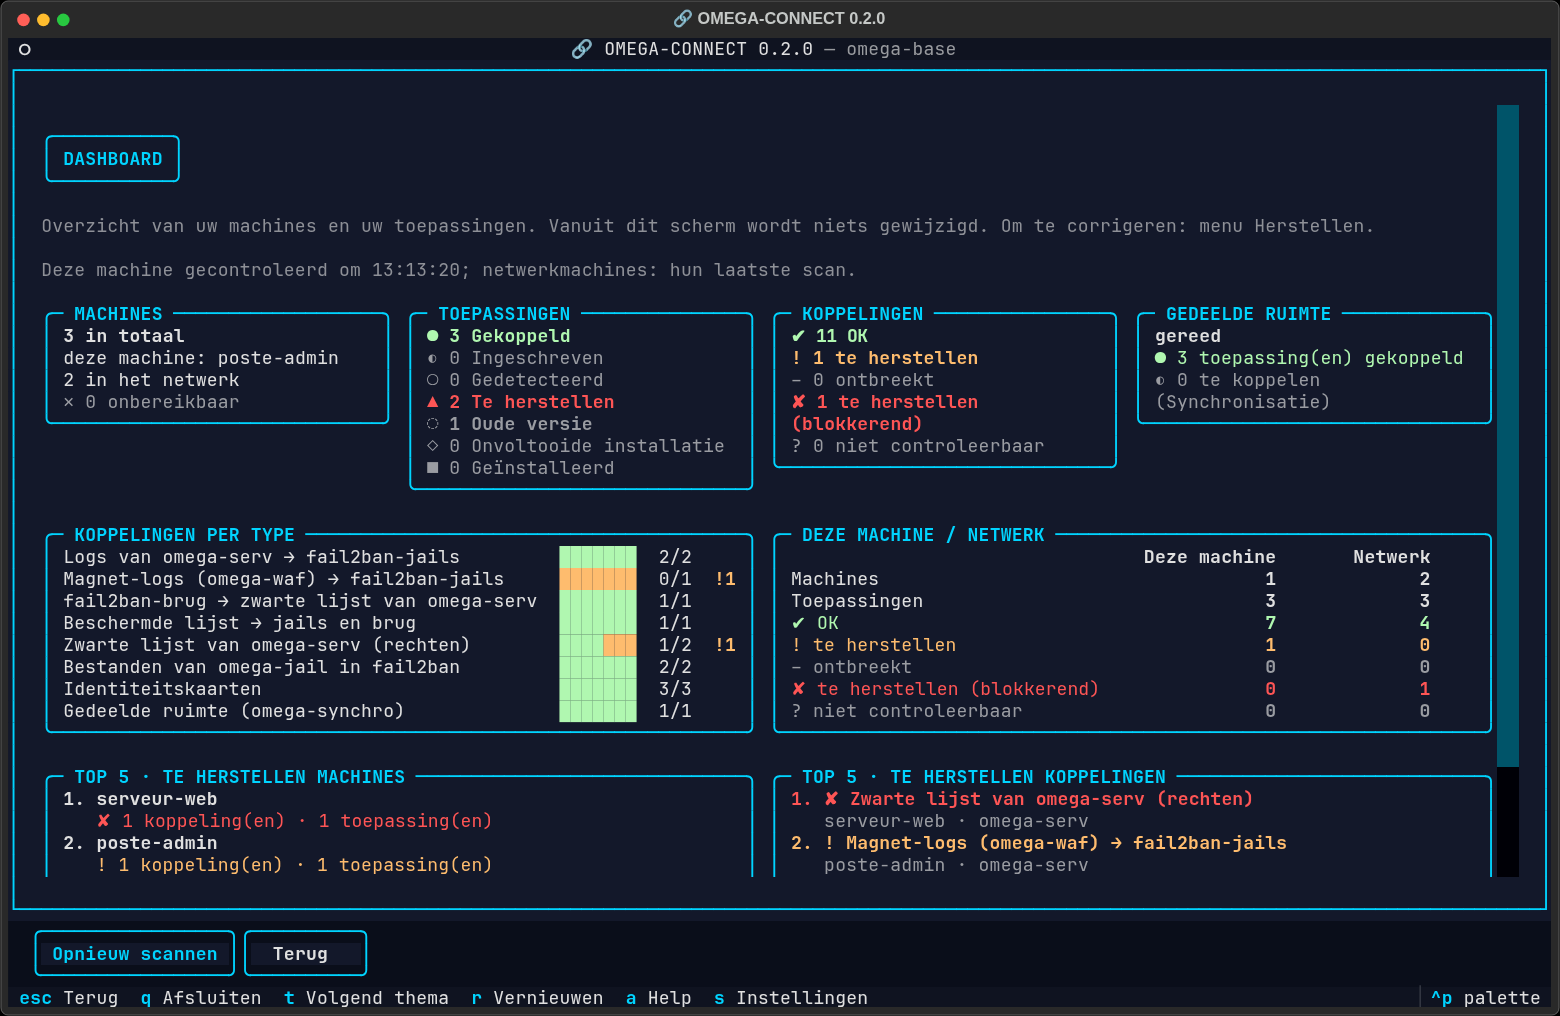 🔗 OMEGA-CONNECT 0.2.0
🔗 OMEGA-CONNECT 0.2.0 — omega-base
DASHBOARD
Overzicht van uw machines en uw toepassingen. Vanuit dit scherm wordt niets gewijzigd. Om te corrigeren: menu Herstellen.
Deze machine gecontroleerd om 13:13:20; netwerkmachines: hun laatste scan.
MACHINES
3 in totaal
deze machine: poste-admin
2 in het netwerk
× 0 onbereikbaar
TOEPASSINGEN
● 3 Gekoppeld
◐ 0 Ingeschreven
○ 0 Gedetecteerd
▲ 2 Te herstellen
◌ 1 Oude versie
◇ 0 Onvoltooide installatie
■ 0 Geïnstalleerd
KOPPELINGEN
✔ 11 OK
! 1 te herstellen
– 0 ontbreekt
✘ 1 te herstellen
(blokkerend)
? 0 niet controleerbaar
GEDEELDE RUIMTE
gereed
● 3 toepassing(en) gekoppeld
◐ 0 te koppelen
(Synchronisatie)
KOPPELINGEN PER TYPE
Logs van omega-serv → fail2ban-jails 2/2
Magnet-logs (omega-waf) → fail2ban-jails 0/1 !1
fail2ban-brug → zwarte lijst van omega-serv 1/1
Beschermde lijst → jails en brug 1/1
Zwarte lijst van omega-serv (rechten) 1/2 !1
Bestanden van omega-jail in fail2ban 2/2
Identiteitskaarten 3/3
Gedeelde ruimte (omega-synchro) 1/1
DEZE MACHINE / NETWERK
Deze machine Netwerk
Machines 1 2
Toepassingen 3 3
✔ OK 7 4
! te herstellen 1 0
– ontbreekt 0 0
✘ te herstellen (blokkerend) 0 1
? niet controleerbaar 0 0
TOP 5 · TE HERSTELLEN MACHINES
1. serveur-web
✘ 1 koppeling(en) · 1 toepassing(en)
2. poste-admin
! 1 koppeling(en) · 1 toepassing(en)
TOP 5 · TE HERSTELLEN KOPPELINGEN
1. ✘ Zwarte lijst van omega-serv (rechten)
serveur-web · omega-serv
2. ! Magnet-logs (omega-waf) → fail2ban-jails
poste-admin · omega-serv
Opnieuw scannen Terug
esc Terug q Afsluiten t Volgend thema r Vernieuwen a Help s Instellingen ^p palette